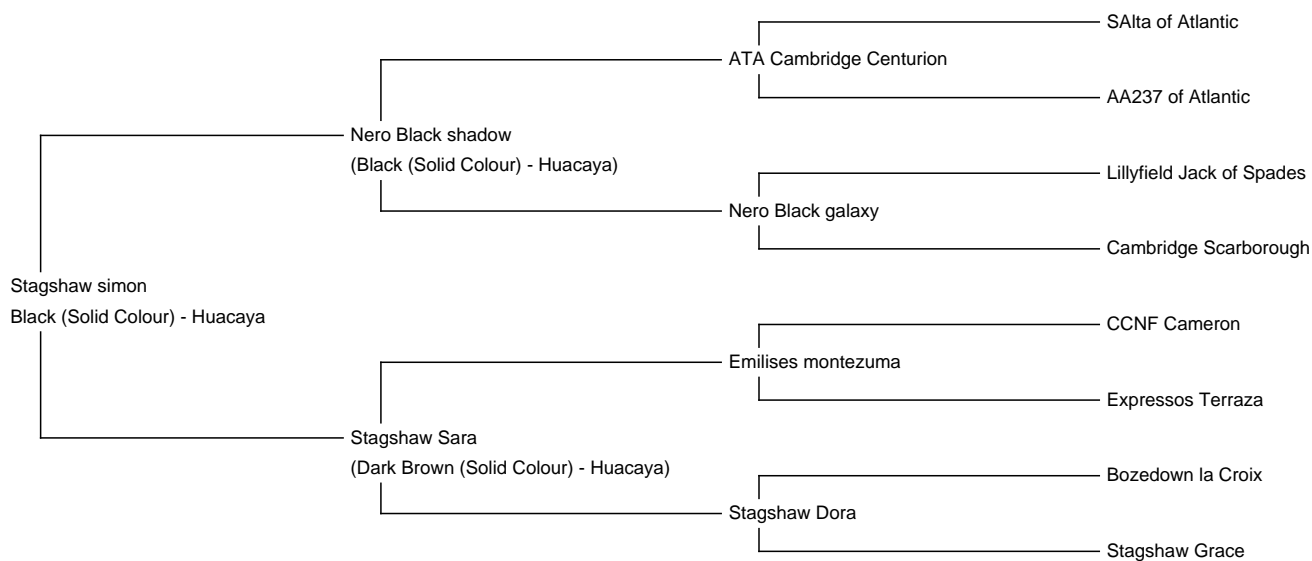 SAlta of Atlantic
ATA Cambridge Centurion
AA237 of Atlantic
Nero Black shadow
(Black (Solid Colour) - Huacaya)
Lillyfield Jack of Spades
Nero Black galaxy
Cambridge Scarborough
Stagshaw simon
Black (Solid Colour) - Huacaya
CCNF Cameron
Emilises montezuma
Expressos Terraza
Stagshaw Sara
(Dark Brown (Solid Colour) - Huacaya)
Bozedown la Croix
Stagshaw Dora
Stagshaw Grace